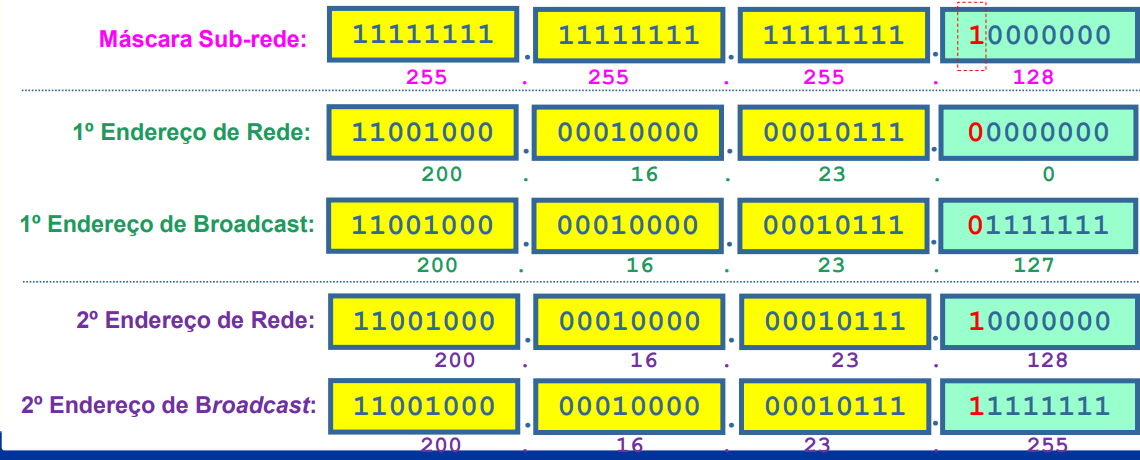 Máscara Sub-rede: 11111111 . 11111111 . 11111111 . 10000000
255 . 255 . 255 . 128
1º Endereço de Rede: 11001000 . 00010000 . 00010111 . 00000000
200 . 16 . 23 . 0
1º Endereço de Broadcast: 11001000 . 00010000 . 00010111 . 01111111
200 . 16 . 23 . 127
2º Endereço de Rede: 11001000 . 00010000 . 00010111 . 10000000
200 . 16 . 23 . 128
2º Endereço de Broadcast: 11001000 . 00010000 . 00010111 . 11111111
200 . 16 . 23 . 255